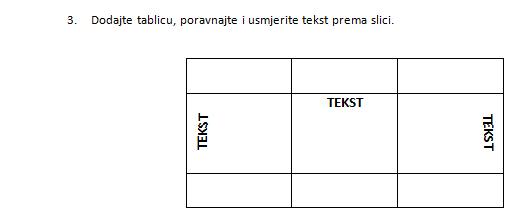 3. Dodajte tablicu, poravnajte i usmjerite tekst prema slici.
TEKST
TEKST
TEKST